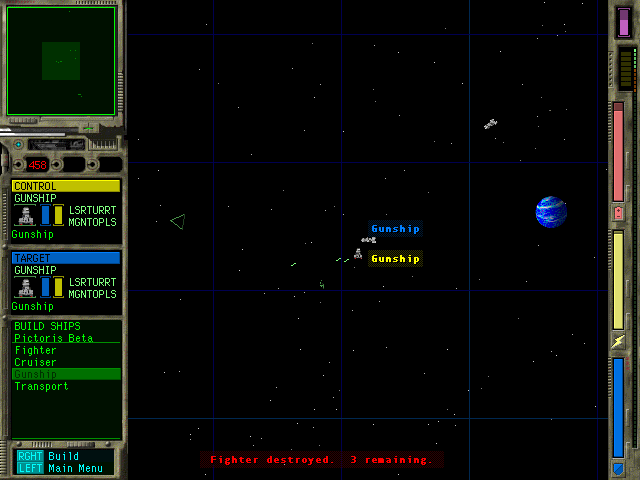 458
CONTROL
GUNSHIP
LSRTURRT
MGNTOPLS
Gunship
TARGET
GUNSHIP
LSRTURRT
MGNTOPLS
Gunship
BUILD SHIPS
Pictoris Beta
Fighter
Cruiser
Gunship
Transport
RGHT Build
LEFT Main Menu
Gunship
Gunship
Fighter destroyed. 3 remaining.